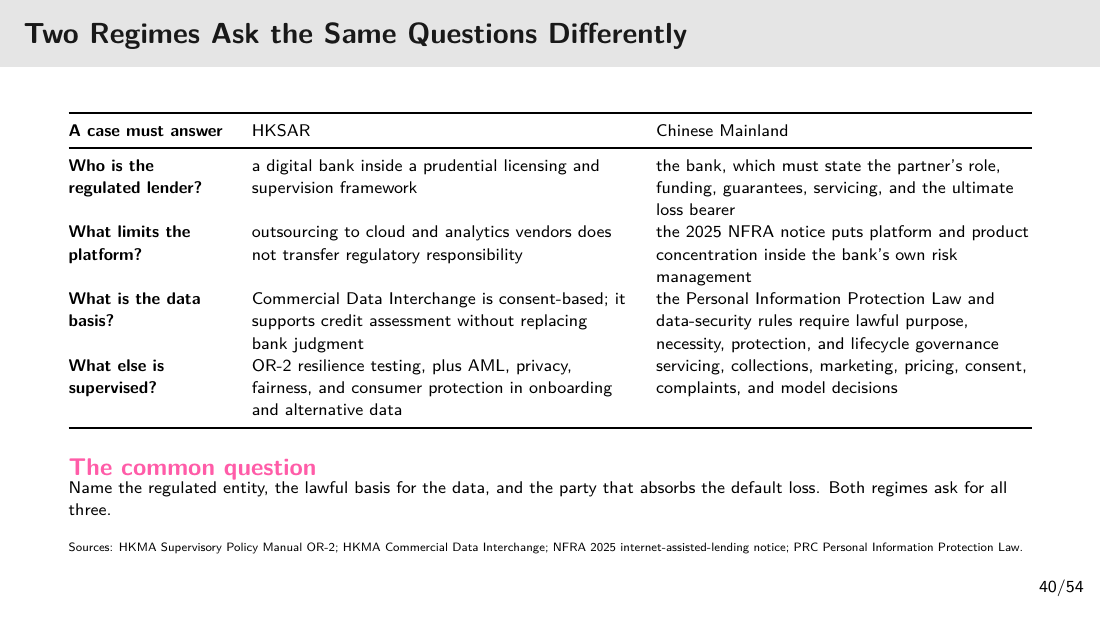 Two Regimes Ask the Same Questions Differently
A case must answer HKSAR Chinese Mainland
Who is the a digital bank inside a prudential licensing and the bank, which must state the partner's role,
regulated lender? supervision framework funding, guarantees, servicing, and the ultimate
loss bearer
What limits the outsourcing to cloud and analytics vendors does the 2025 NFRA notice puts platform and product
platform? not transfer regulatory responsibility concentration inside the bank's own risk
management
What is the data Commercial Data Interchange is consent-based; it the Personal Information Protection Law and
basis? supports credit assessment without replacing data-security rules require lawful purpose,
bank judgment necessity, protection, and lifecycle governance
What else is OR-2 resilience testing, plus AML, privacy, servicing, collections, marketing, pricing, consent,
supervised? fairness, and consumer protection in onboarding complaints, and model decisions
and alternative data
The common question
Name the regulated entity, the lawful basis for the data, and the party that absorbs the default loss. Both regimes ask for all
three.
Sources: HKMA Supervisory Policy Manual OR-2; HKMA Commercial Data Interchange; NFRA 2025 internet-assisted-lending notice; PRC Personal Information Protection Law.
40/54